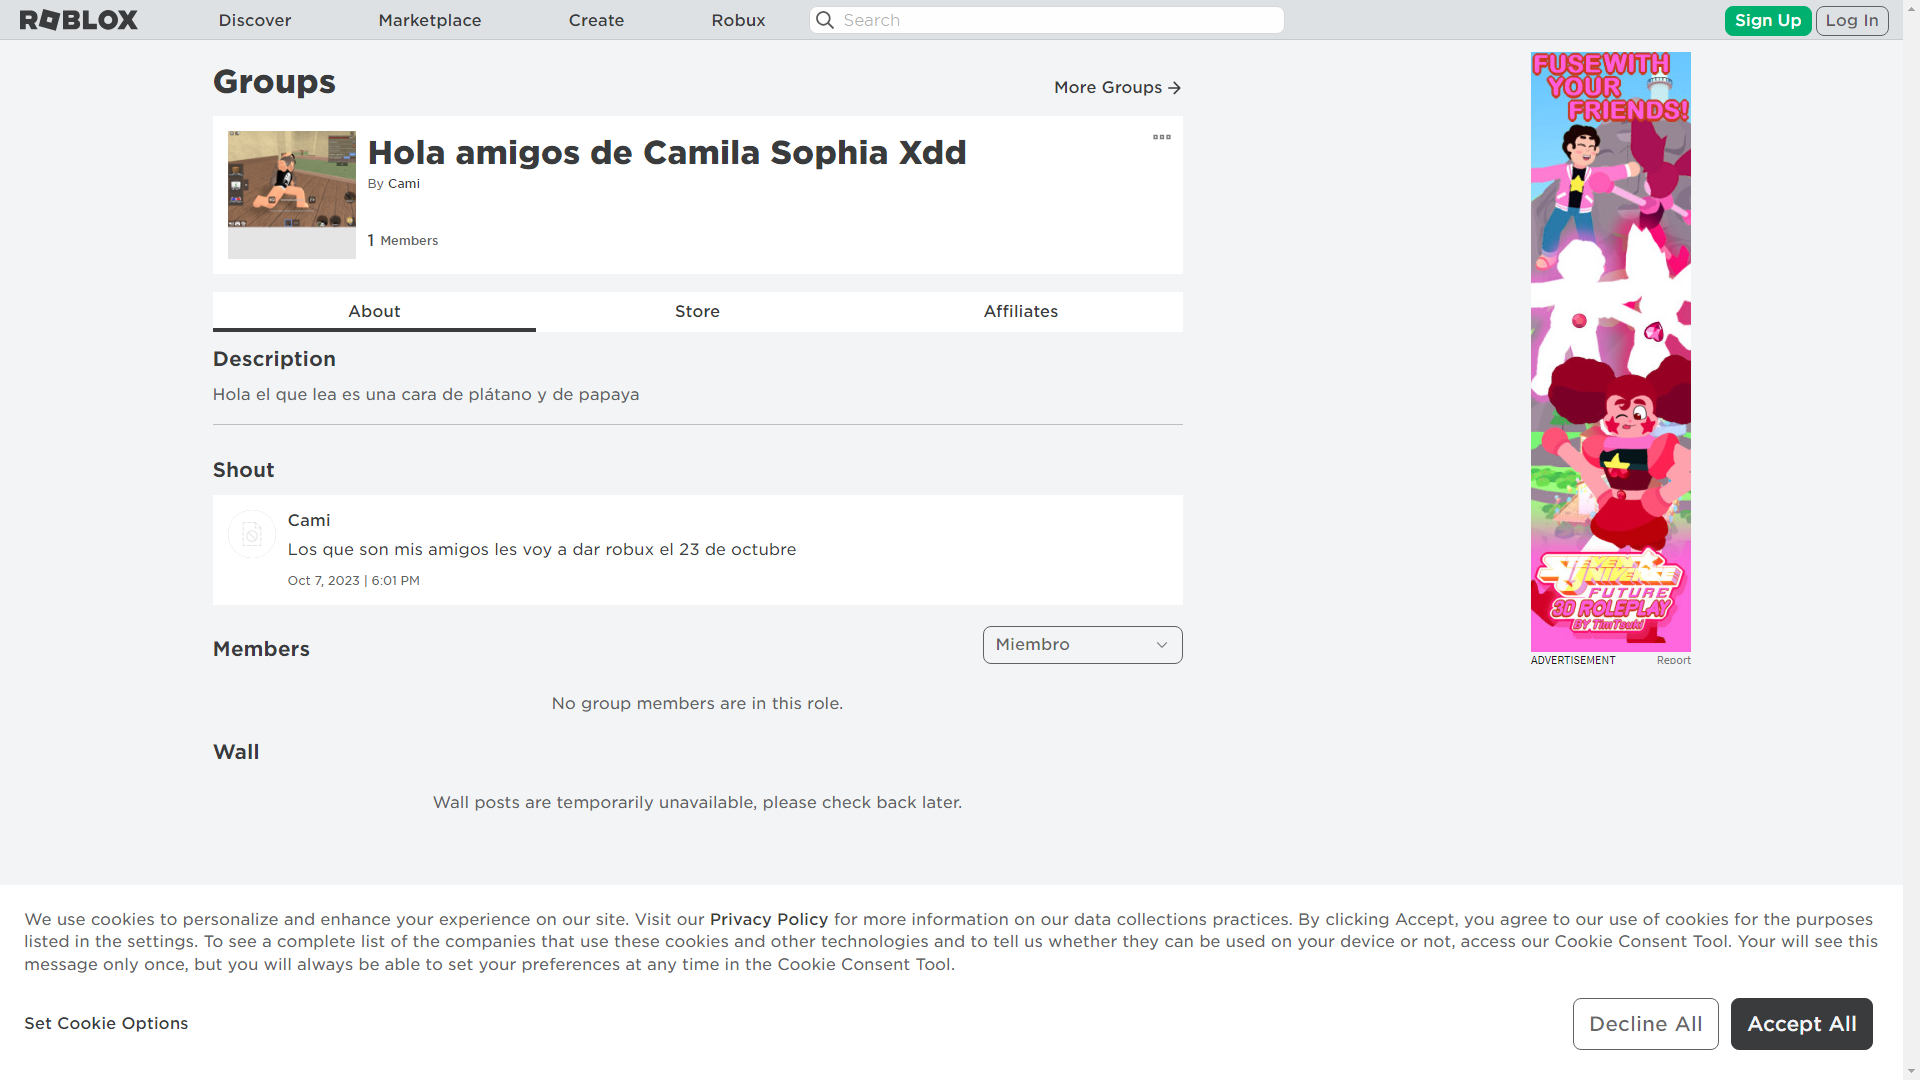 ROBLOX
Discover
Marketplace
Create
Robux
Search
Sign Up
Log In
Groups
More Groups
Hola amigos de Camila Sophia Xdd
By Cami
1 Members
About
Store
Affiliates
Description
Hola el que lea es una cara de plátano y de papaya
Shout
Cami
Los que son mis amigos les voy a dar robux el 23 de octubre
Oct 7, 2023 | 6:01 PM
Members
Miembro
No group members are in this role.
Wall
Wall posts are temporarily unavailable, please check back later.
FUSE WITH
YOUR
FRIENDS!
STEVEN
UNIVERSE
FUTURE
3D ROLEPLAY
BY TimTsuki
ADVERTISEMENT
Report
We use cookies to personalize and enhance your experience on our site. Visit our Privacy Policy for more information on our data collections practices. By clicking Accept, you agree to our use of cookies for the purposes
listed in the settings. To see a complete list of the companies that use these cookies and other technologies and to tell us whether they can be used on your device or not, access our Cookie Consent Tool. Your will see this
message only once, but you will always be able to set your preferences at any time in the Cookie Consent Tool.
Set Cookie Options
Decline All
Accept All